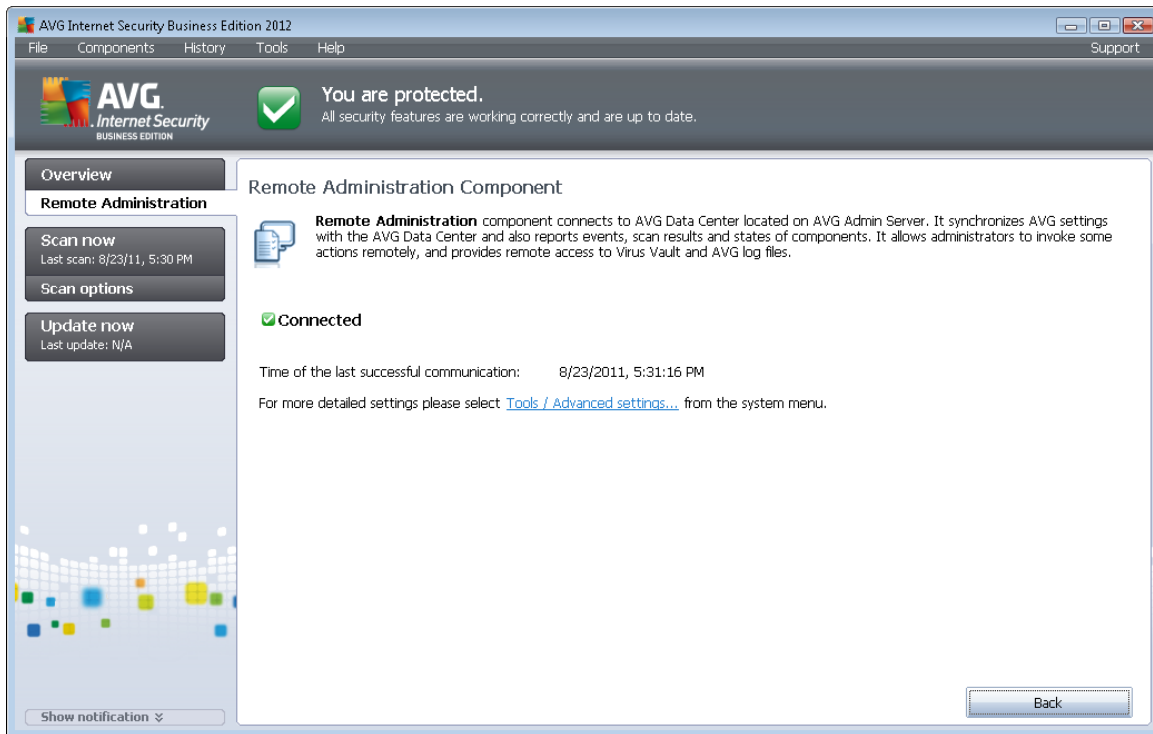 AVG Internet Security Business Edition 2012
File Components History Tools Help Support
AVG.
Internet Security
BUSINESS EDITION
You are protected.
All security features are working correctly and are up to date.
Overview
Remote Administration
Scan now
Last scan: 8/23/11, 5:30 PM
Scan options
Update now
Last update: N/A
Show notification
Remote Administration Component
Remote Administration component connects to AVG Data Center located on AVG Admin Server. It synchronizes AVG settings
with the AVG Data Center and also reports events, scan results and states of components. It allows administrators to invoke some
actions remotely, and provides remote access to Virus Vault and AVG log files.
Connected
Time of the last successful communication: 8/23/2011, 5:31:16 PM
For more detailed settings please select Tools / Advanced settings... from the system menu.
Back